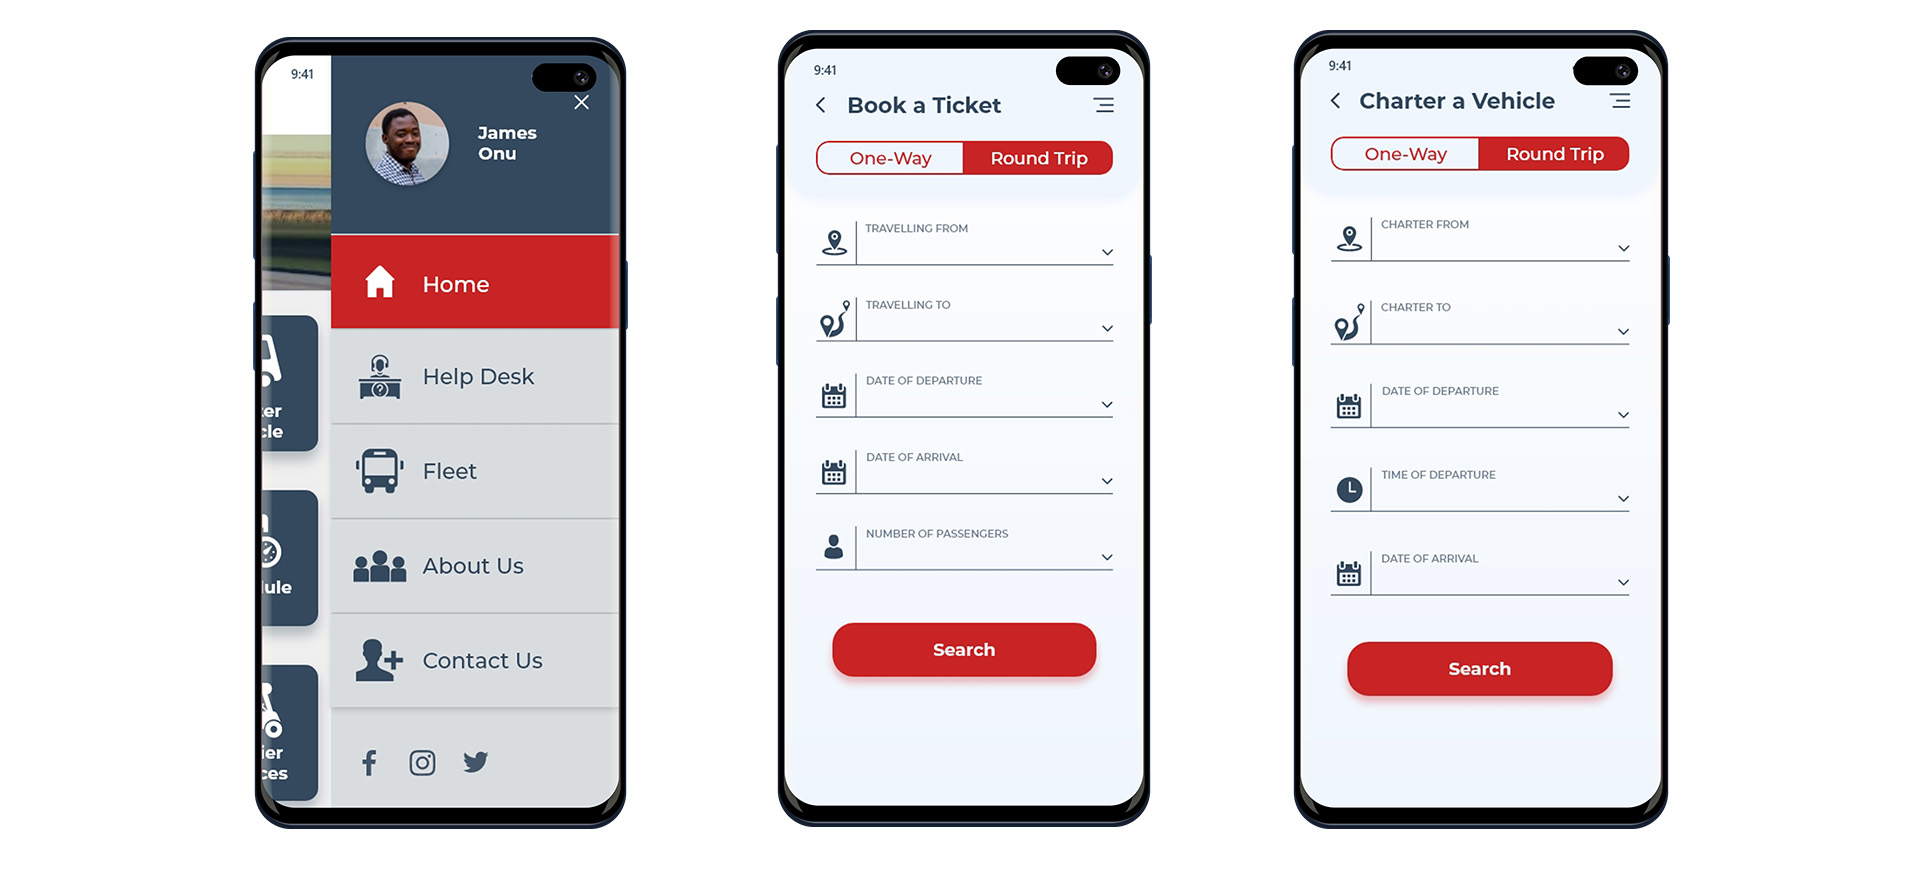 9:41
James
Onu
Home
Help Desk
Fleet
About Us
Contact Us
ter
cle
lule
ier
ces
9:41
Book a Ticket
One-Way
Round Trip
TRAVELLING FROM
TRAVELLING TO
DATE OF DEPARTURE
DATE OF ARRIVAL
NUMBER OF PASSENGERS
Search
9:41
Charter a Vehicle
One-Way
Round Trip
CHARTER FROM
CHARTER TO
DATE OF DEPARTURE
TIME OF DEPARTURE
DATE OF ARRIVAL
Search